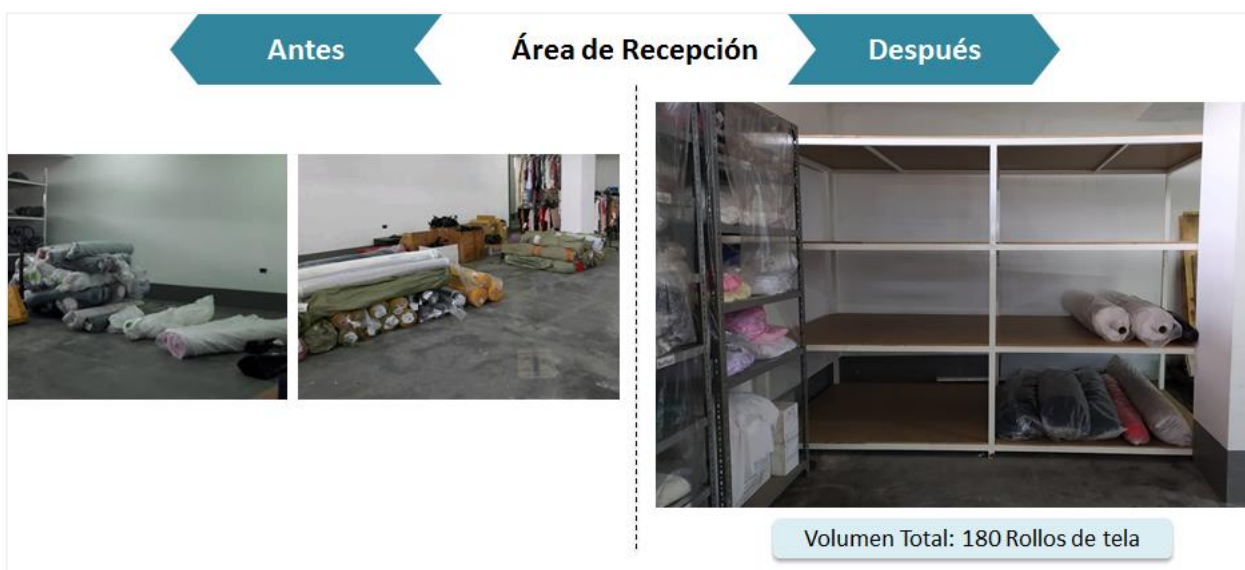 Antes
Área de Recepción
Después
Volumen Total: 180 Rollos de tela